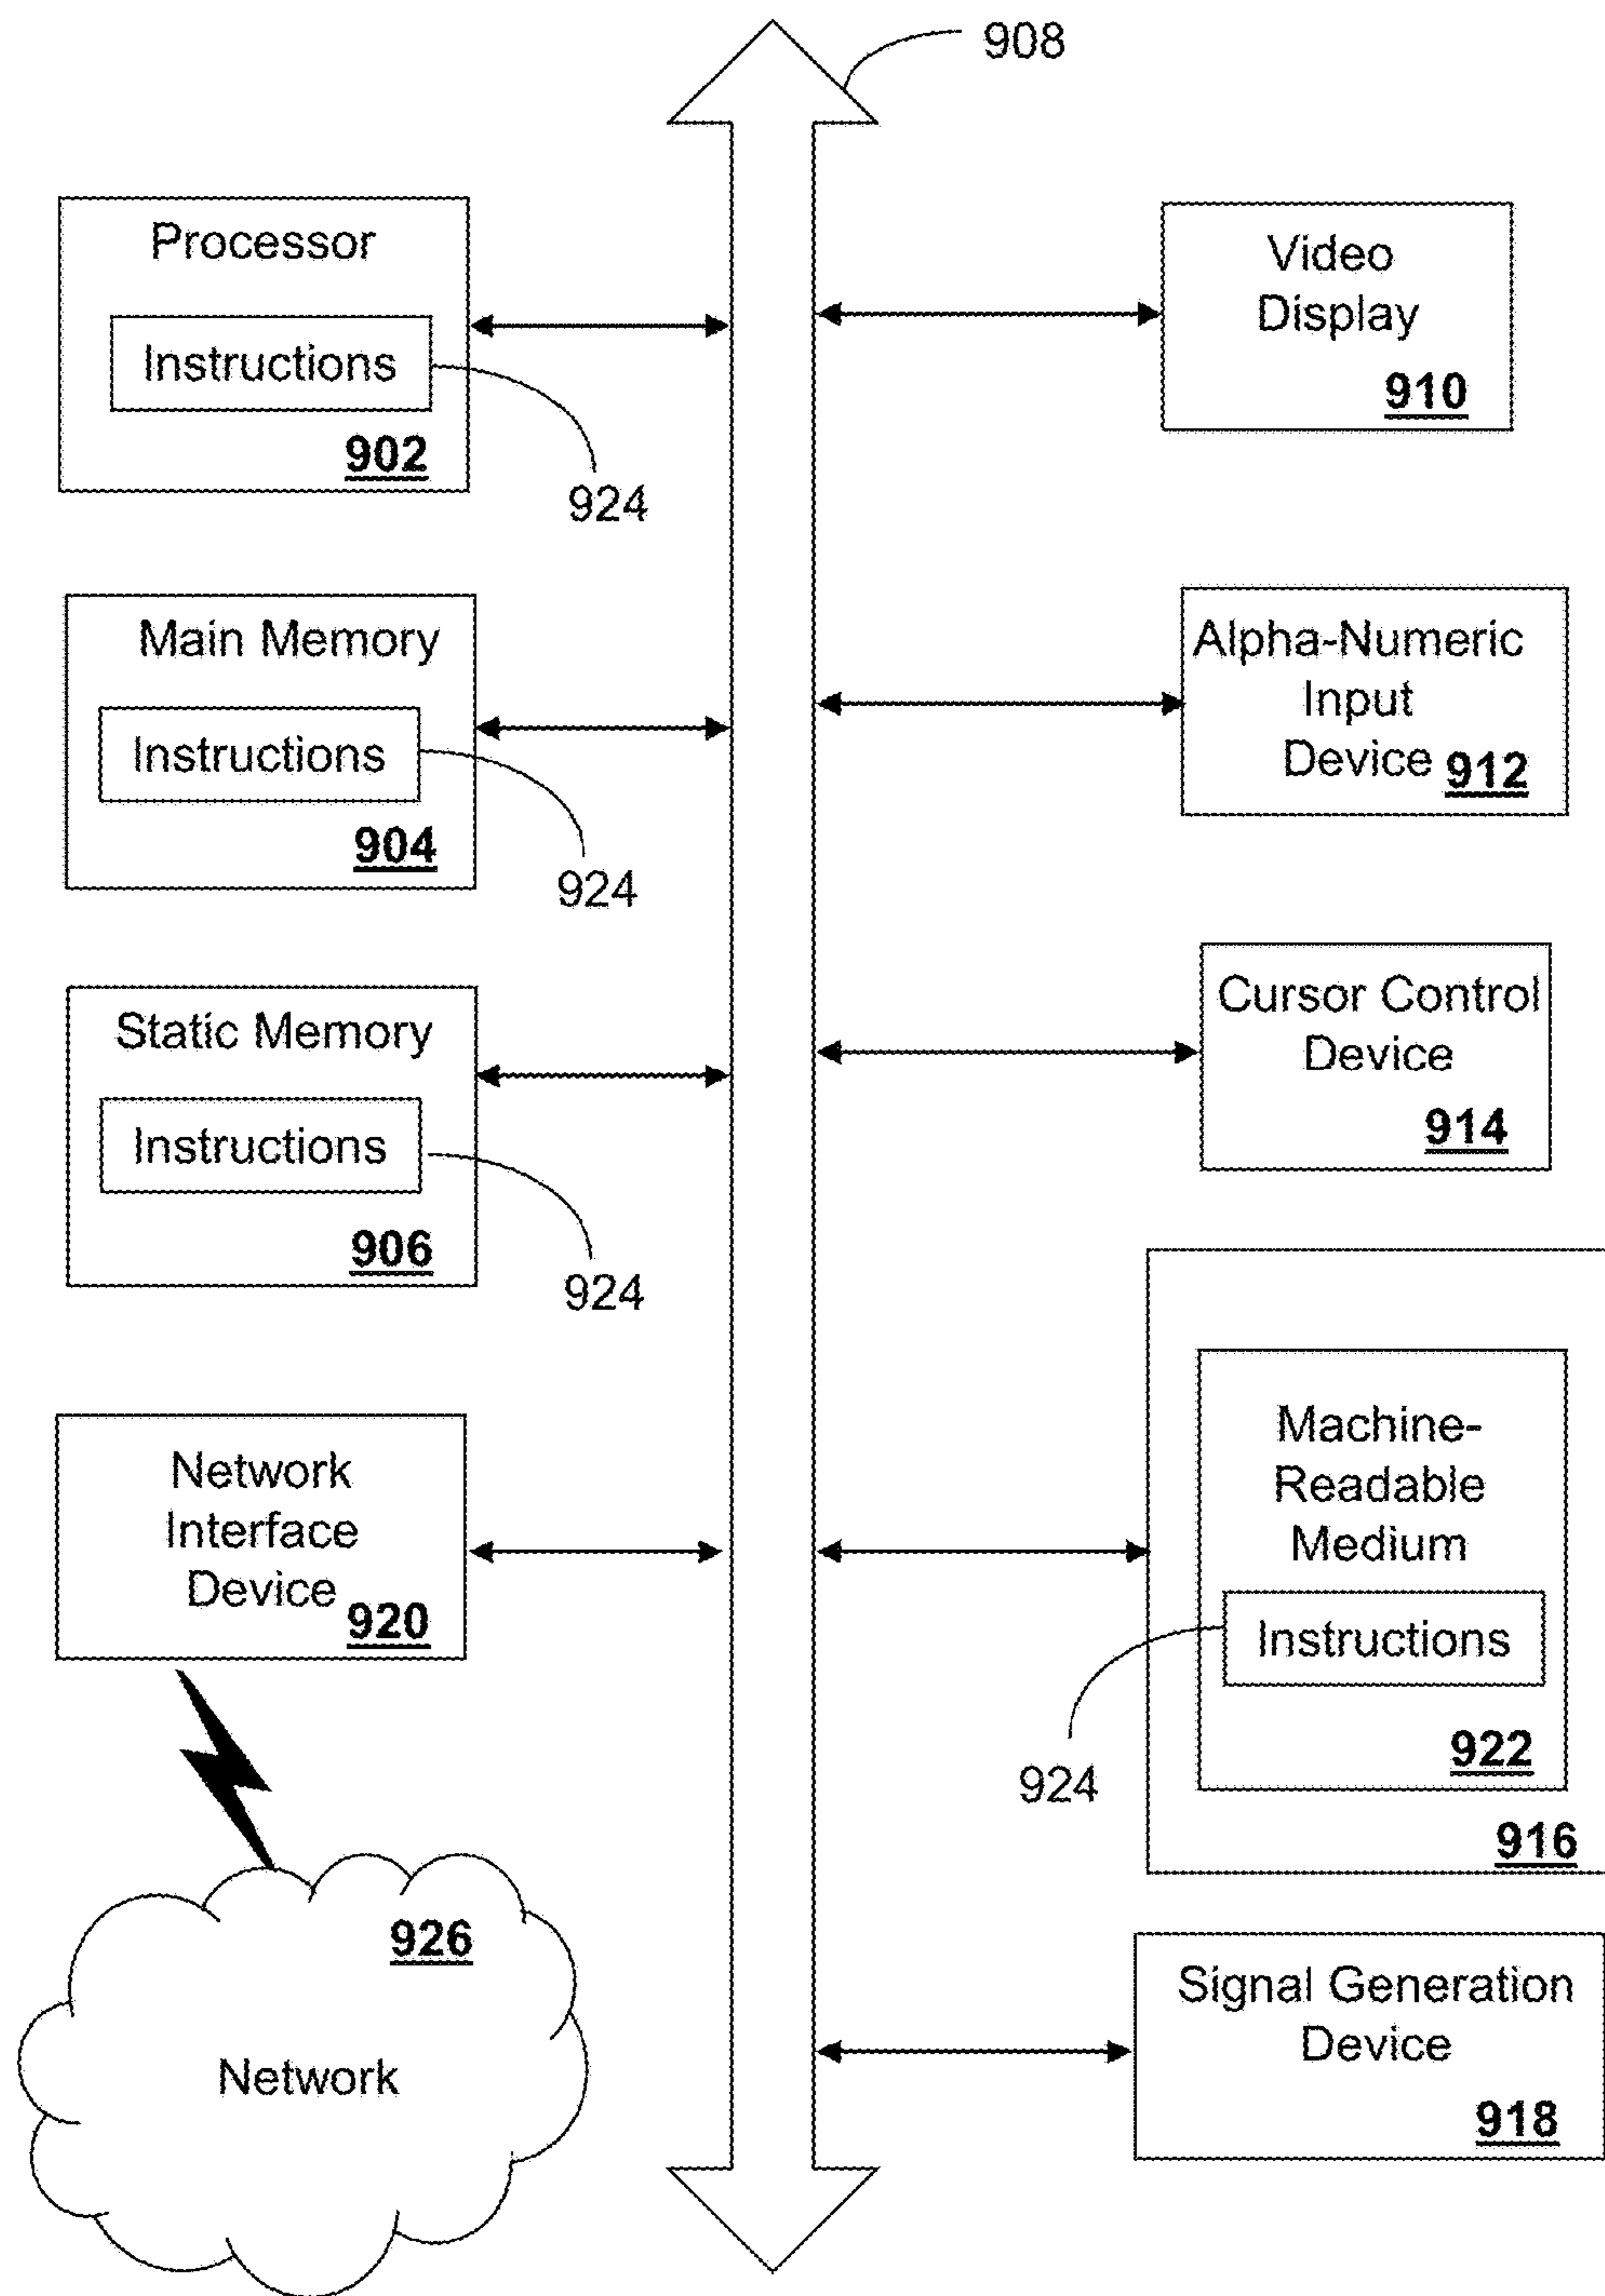 908
Processor
Instructions
902
924
Main Memory
Instructions
904
924
Static Memory
Instructions
906
924
Network
Interface
Device
920
926
Network
Video
Display
910
Alpha-Numeric
Input
Device 912
Cursor Control
Device
914
Machine-
Readable
Medium
Instructions
922
924
916
Signal Generation
Device
918